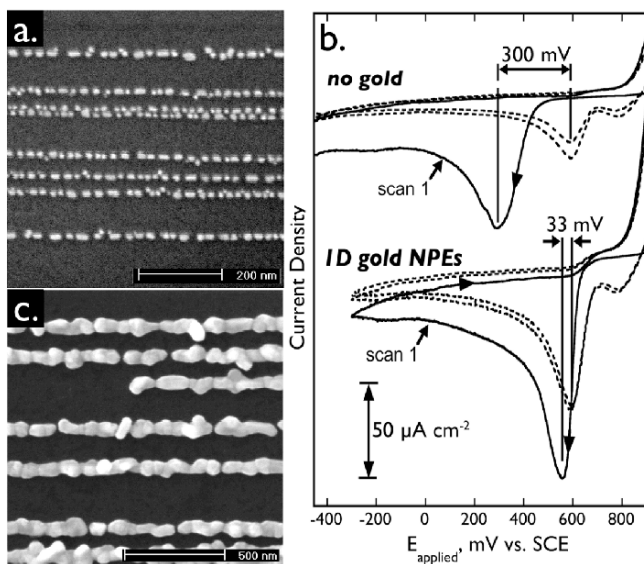 a.
200 nm
c.
500 nm
b.
300 mV
no gold
scan 1
33 mV
1D gold NPEs
scan 1
50 μA cm-2
Current Density
-400 -200 0 200 400 600 800
Eapplied, mV vs. SCE